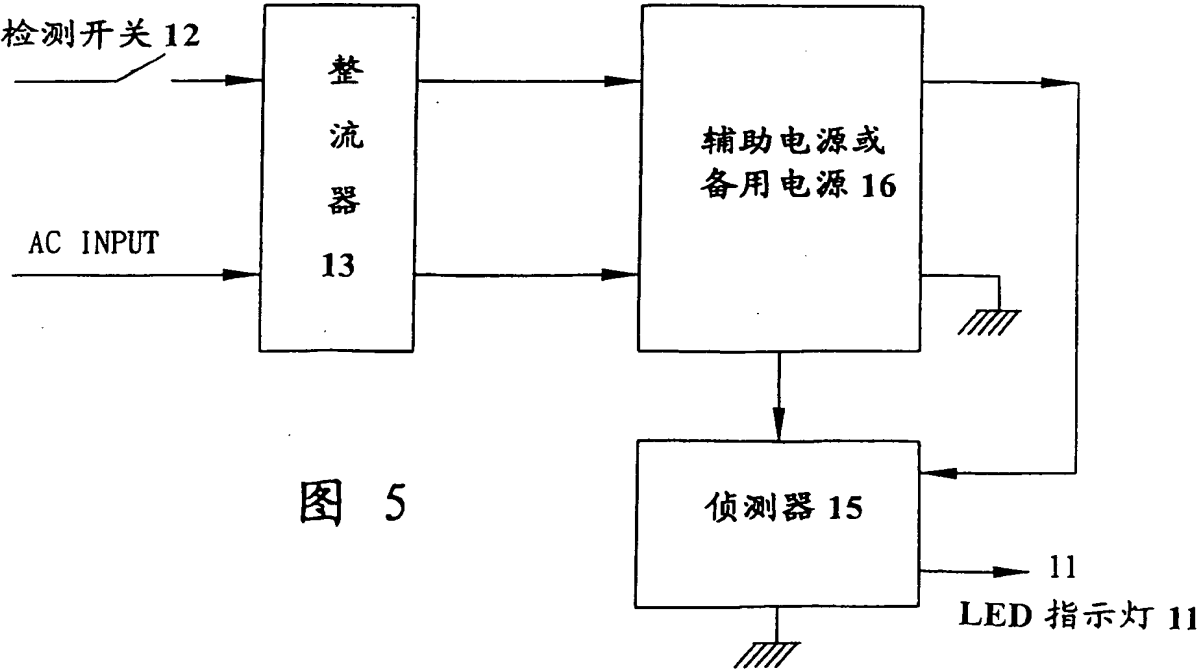 检测开关 12
整
流
器
13
AC INPUT
辅助电源或
备用电源 16
侦测器 15
11
LED 指示灯 11
图 5